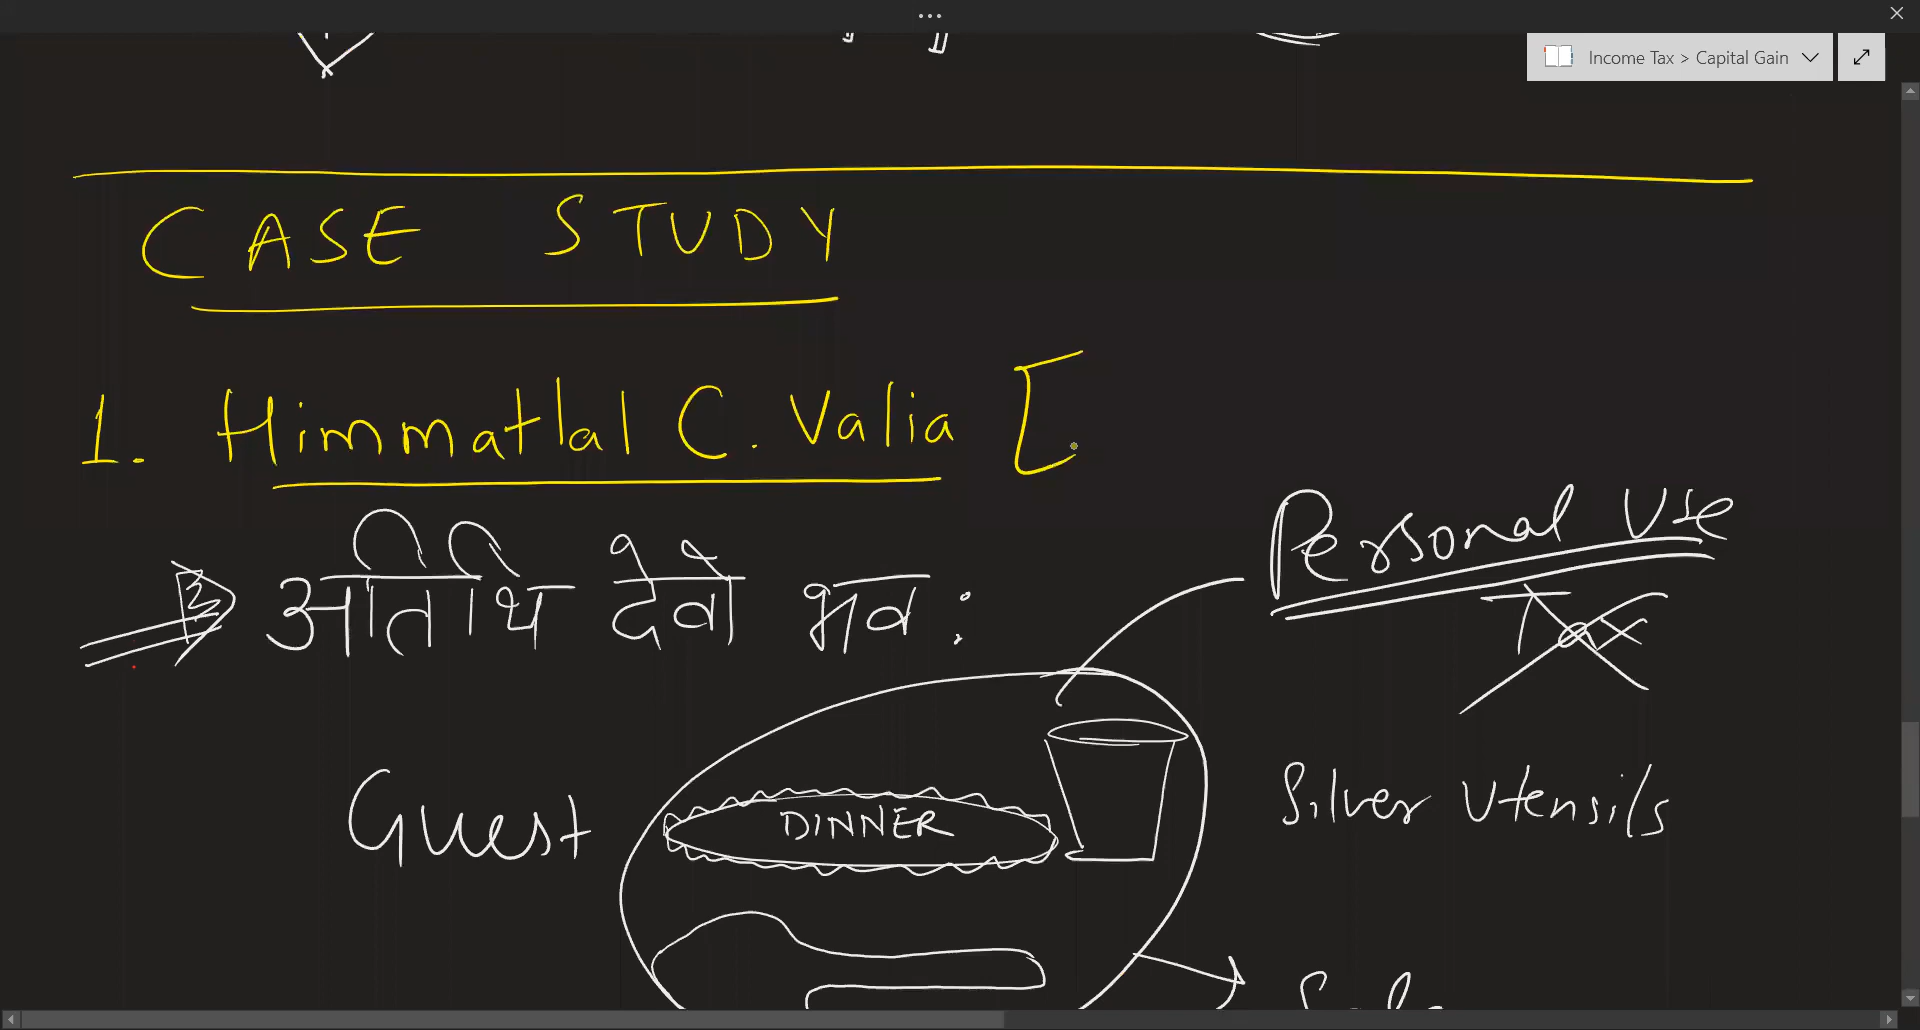 Income Tax > Capital Gain
CASE STUDY
1. Himmatlal C. Valia [
अतिथि देवो भव:
Personal Use
Tax
Guest
DINNER
Silver Utensils